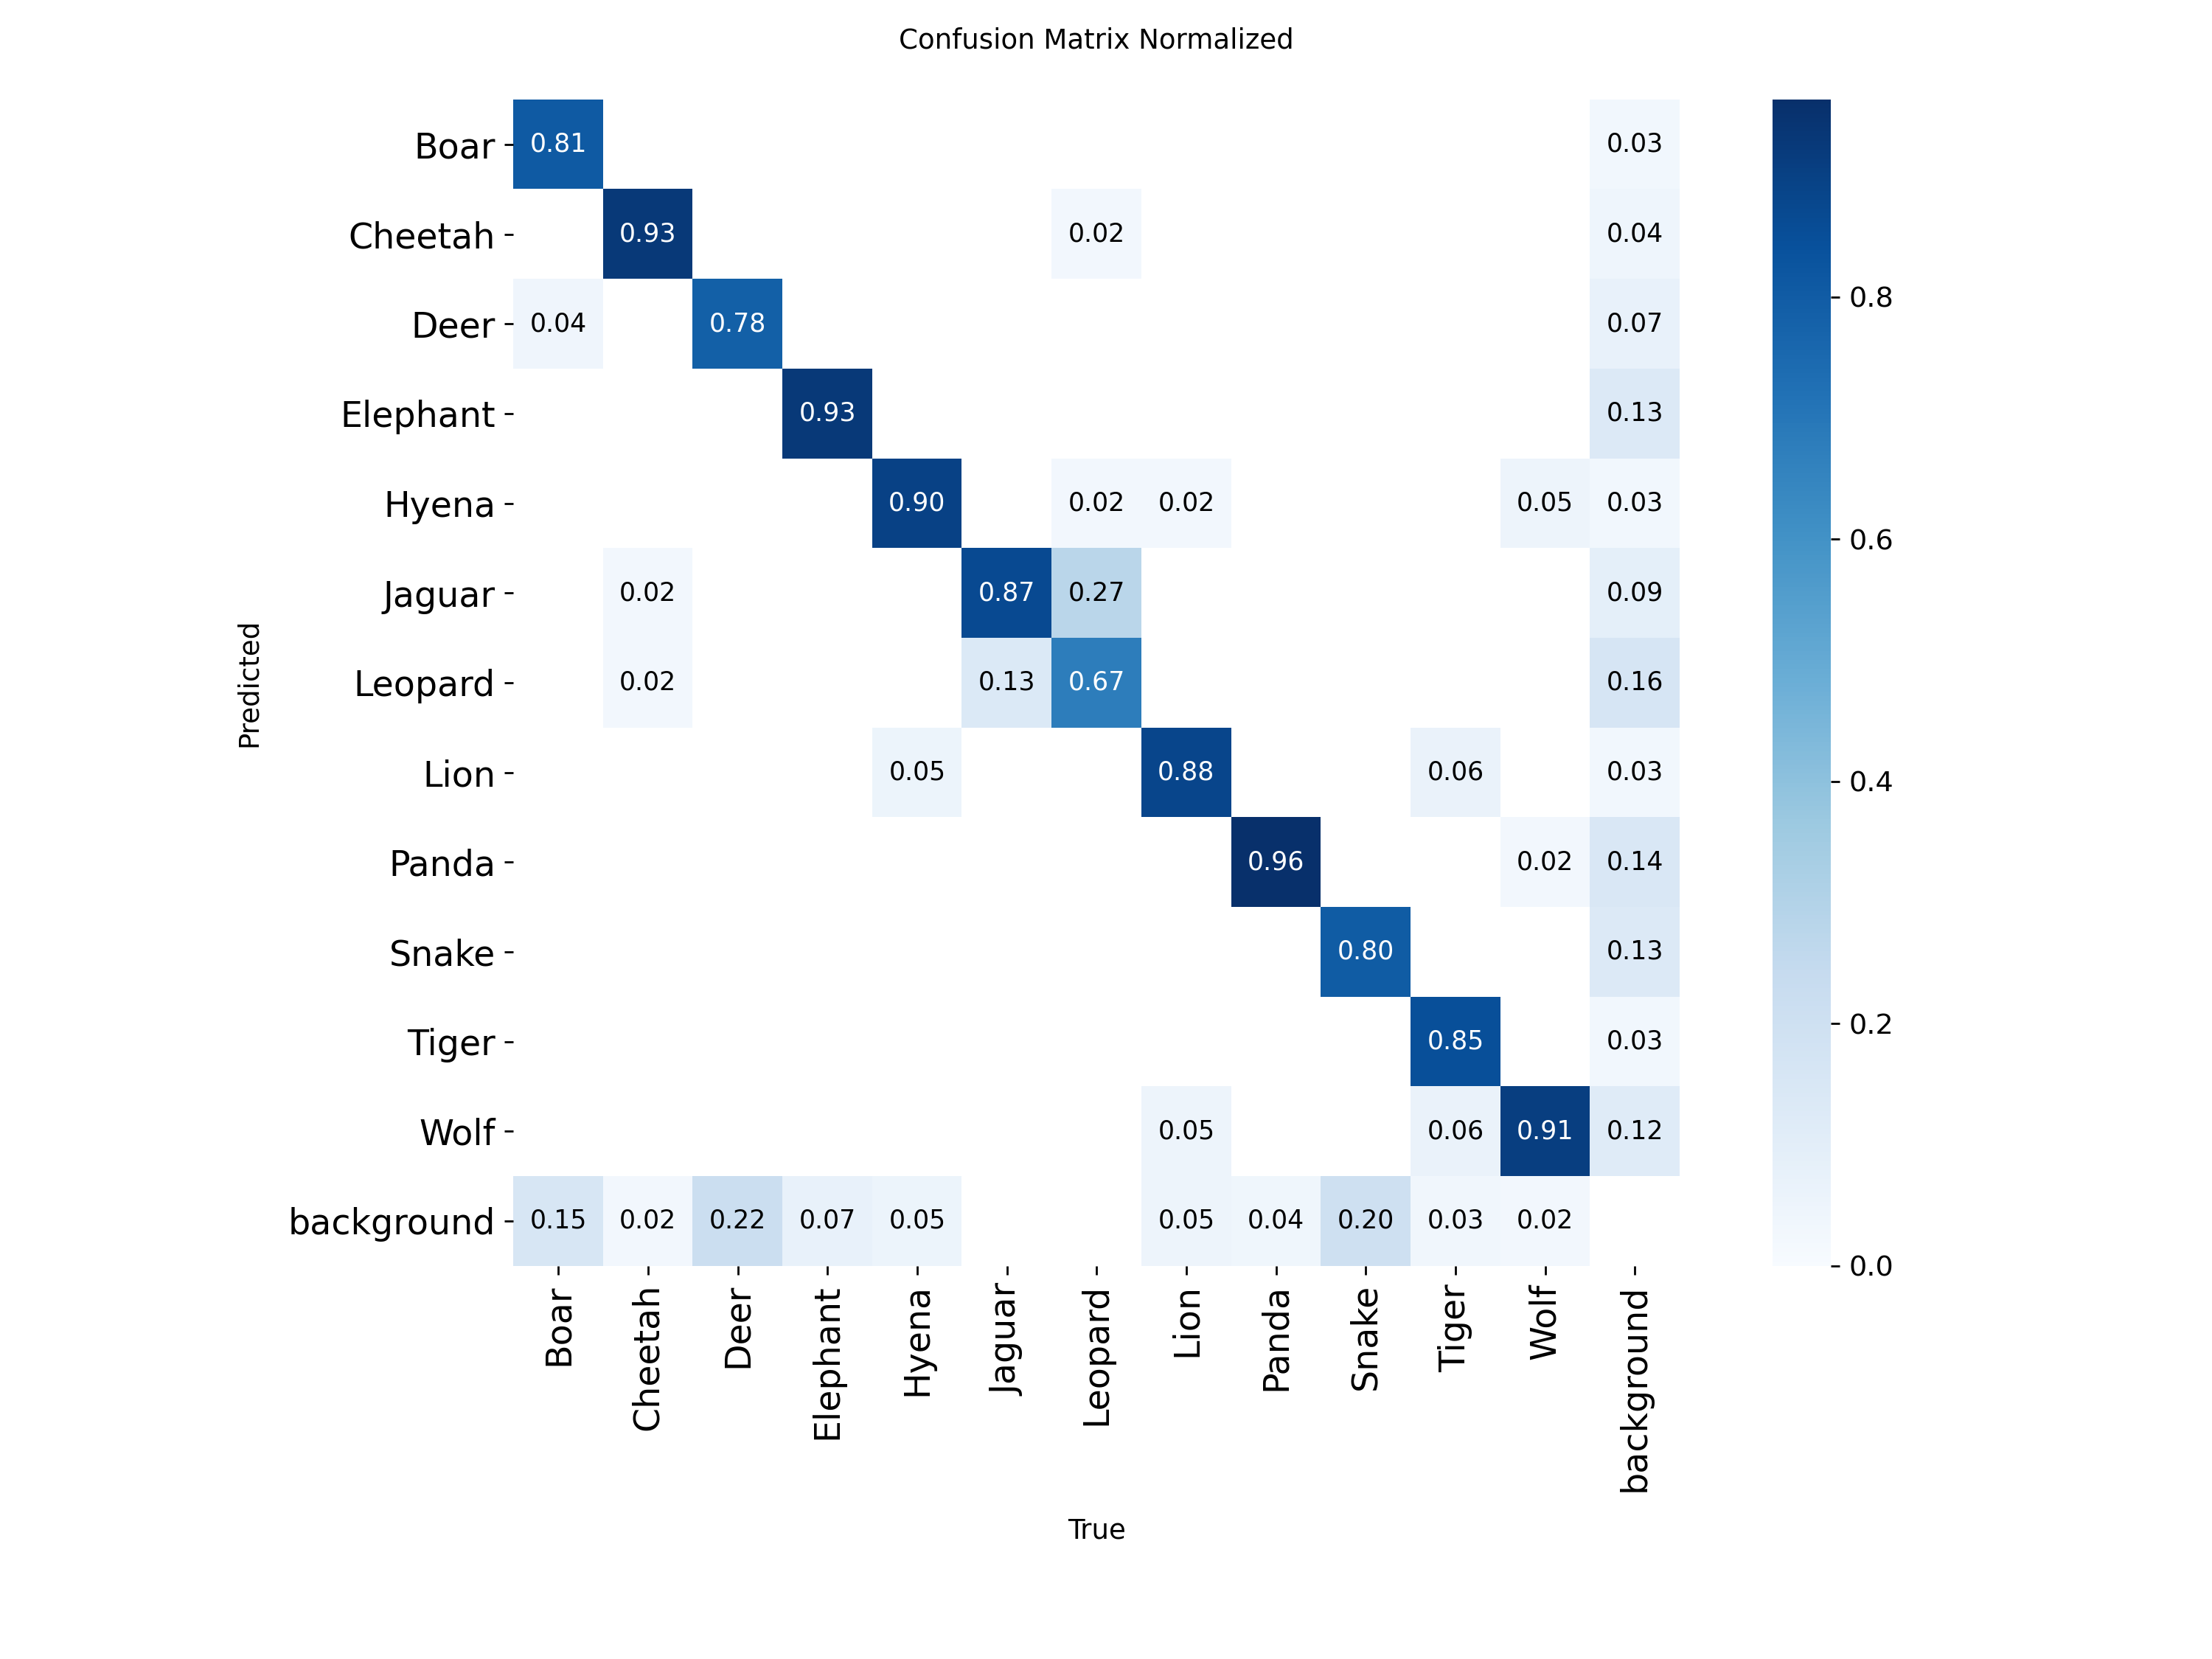 Confusion Matrix Normalized
Boar 0.81 0.03
Cheetah 0.93 0.02 0.04
Deer 0.04 0.78 0.07
Elephant 0.93 0.13
Hyena 0.90 0.02 0.02 0.05 0.03
Jaguar 0.02 0.87 0.27 0.09
Leopard 0.02 0.13 0.67 0.16
Lion 0.05 0.88 0.06 0.03
Panda 0.96 0.02 0.14
Snake 0.80 0.13
Tiger 0.85 0.03
Wolf 0.05 0.06 0.91 0.12
background 0.15 0.02 0.22 0.07 0.05 0.05 0.04 0.20 0.03 0.02
Predicted
Boar Cheetah Deer Elephant Hyena Jaguar Leopard Lion Panda Snake Tiger Wolf background
True
0.8
0.6
0.4
0.2
0.0